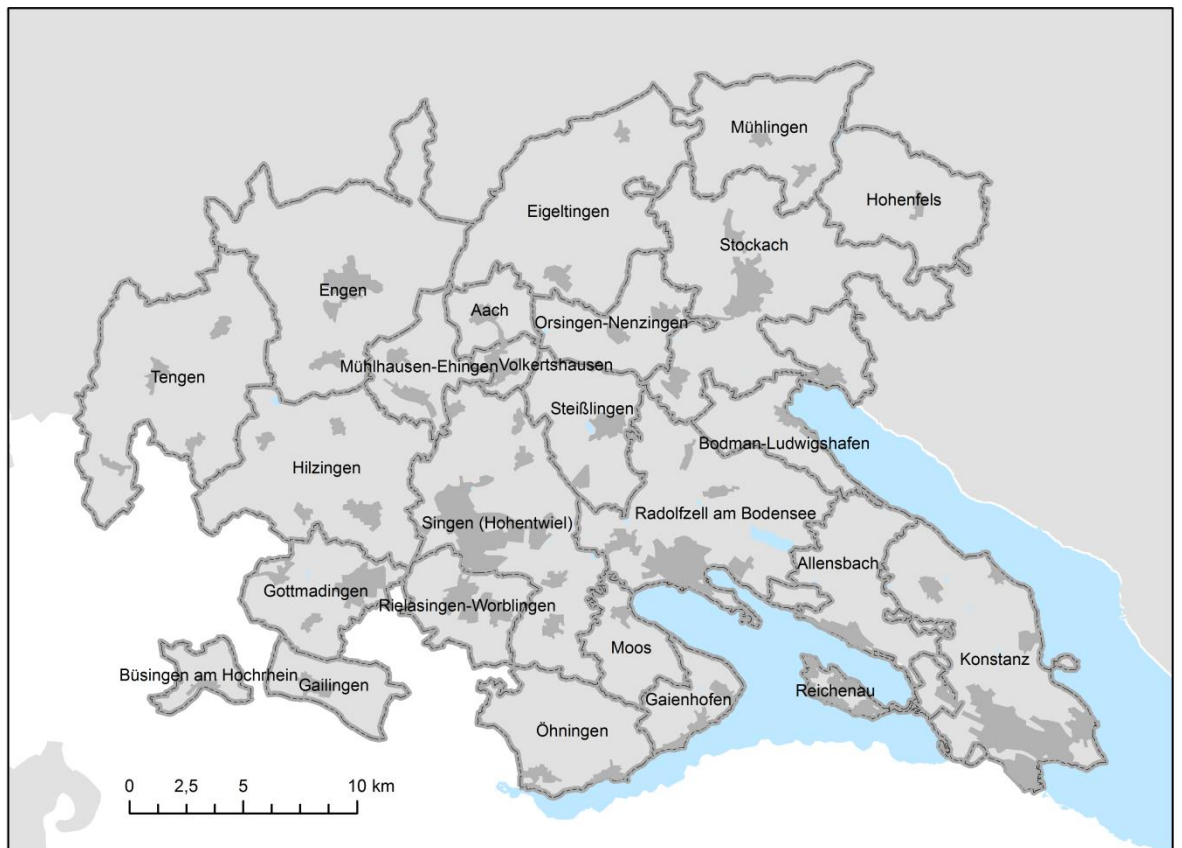 Mühlingen
Hohenfels
Eigeltingen
Stockach
Engen
Aach
Orsingen-Nenzingen
Mühlhausen-Ehingen
Volkertshausen
Tengen
Steißlingen
Bodman-Ludwigshafen
Hilzingen
Singen (Hohentwiel)
Radolfzell am Bodensee
Allensbach
Gottmadingen
Rielasingen-Worblingen
Moos
Konstanz
Büsingen am Hochrhein
Gailingen
Gaienhofen
Reichenau
Öhningen
0 2,5 5 10 km